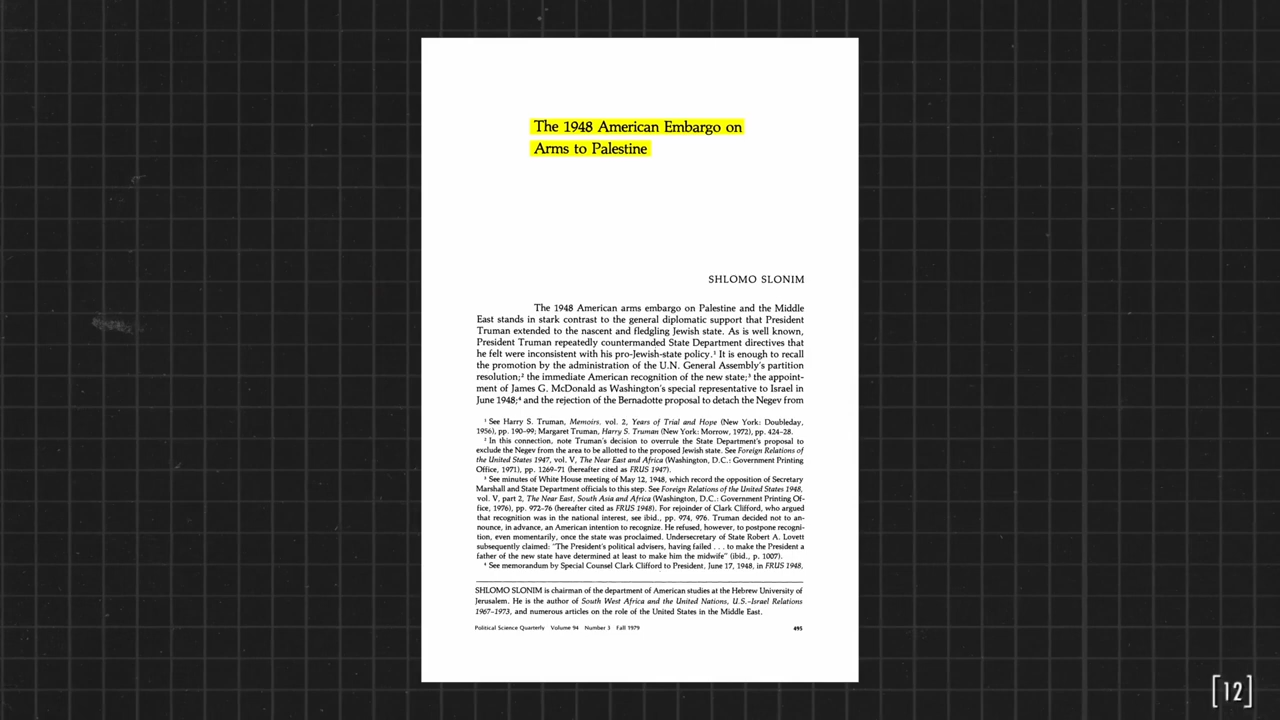 The 1948 American Embargo on
Arms to Palestine
SHLOMO SLONIM
The 1948 American arms embargo on Palestine and the Middle
East stands in stark contrast to the general diplomatic support that President
Truman extended to the nascent and fledgling Jewish state. As is well known,
President Truman repeatedly countermanded State Department directives that
he felt were inconsistent with his pro-Jewish-state policy.¹ It is enough to recall
the promotion by the administration of the U.N. General Assembly's partition
resolution;² the immediate American recognition of the new state;³ the appoint-
ment of James G. McDonald as Washington's special representative to Israel in
June 1948;⁴ and the rejection of the Bernadotte proposal to detach the Negev from
¹ See Harry S. Truman, Memoirs. vol. 2, Years of Trial and Hope (New York: Doubleday,
1956), pp. 190-99; Margaret Truman, Harry S. Truman (New York: Morrow, 1972), pp. 424-28.
² In this connection, note Truman's decision to overrule the State Department's proposal to
exclude the Negev from the area to be allotted to the proposed Jewish state. See Foreign Relations of
the United States 1947, vol. V, The Near East and Africa (Washington, D.C.: Government Printing
Office, 1971), pp. 1269-71 (hereafter cited as FRUS 1947).
³ See minutes of White House meeting of May 12, 1948, which record the opposition of Secretary
Marshall and State Department officials to this step. See Foreign Relations of the United States 1948,
vol. V, part 2, The Near East, South Asia and Africa (Washington, D.C.: Government Printing Of-
fice, 1976), pp. 972-76 (hereafter cited as FRUS 1948). For rejoinder of Clark Clifford, who argued
that recognition was in the national interest, see ibid., pp. 974, 976. Truman decided not to an-
nounce, in advance, an American intention to recognize. He refused, however, to postpone recogni-
tion, even momentarily, once the state was proclaimed. Undersecretary of State Robert A. Lovett
subsequently claimed: "The President's political advisers, having failed . . . to make the President a
father of the new state have determined at least to make him the midwife" (ibid., p. 1007).
⁴ See memorandum by Special Counsel Clark Clifford to President, June 17, 1948, in FRUS 1948,
SHLOMO SLONIM is chairman of the department of American studies at the Hebrew University of
Jerusalem. He is the author of South West Africa and the United Nations, U.S.-Israel Relations
1967-1973, and numerous articles on the role of the United States in the Middle East.
Political Science Quarterly Volume 94 Number 3 Fall 1979 495
[12]